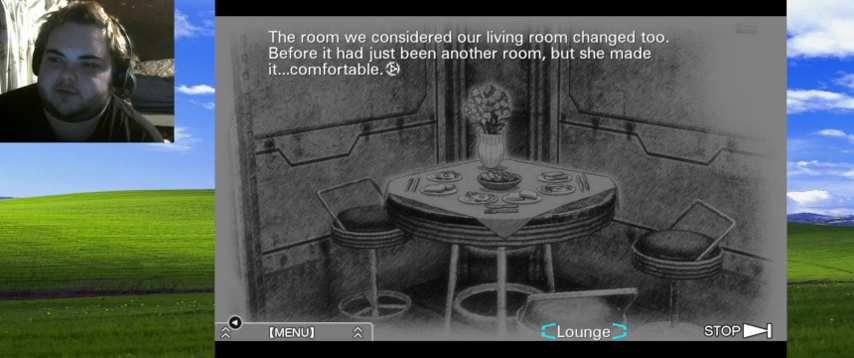 The room we considered our living room changed too.
Before it had just been another room, but she made
it...comfortable.
【MENU】
Lounge
STOP